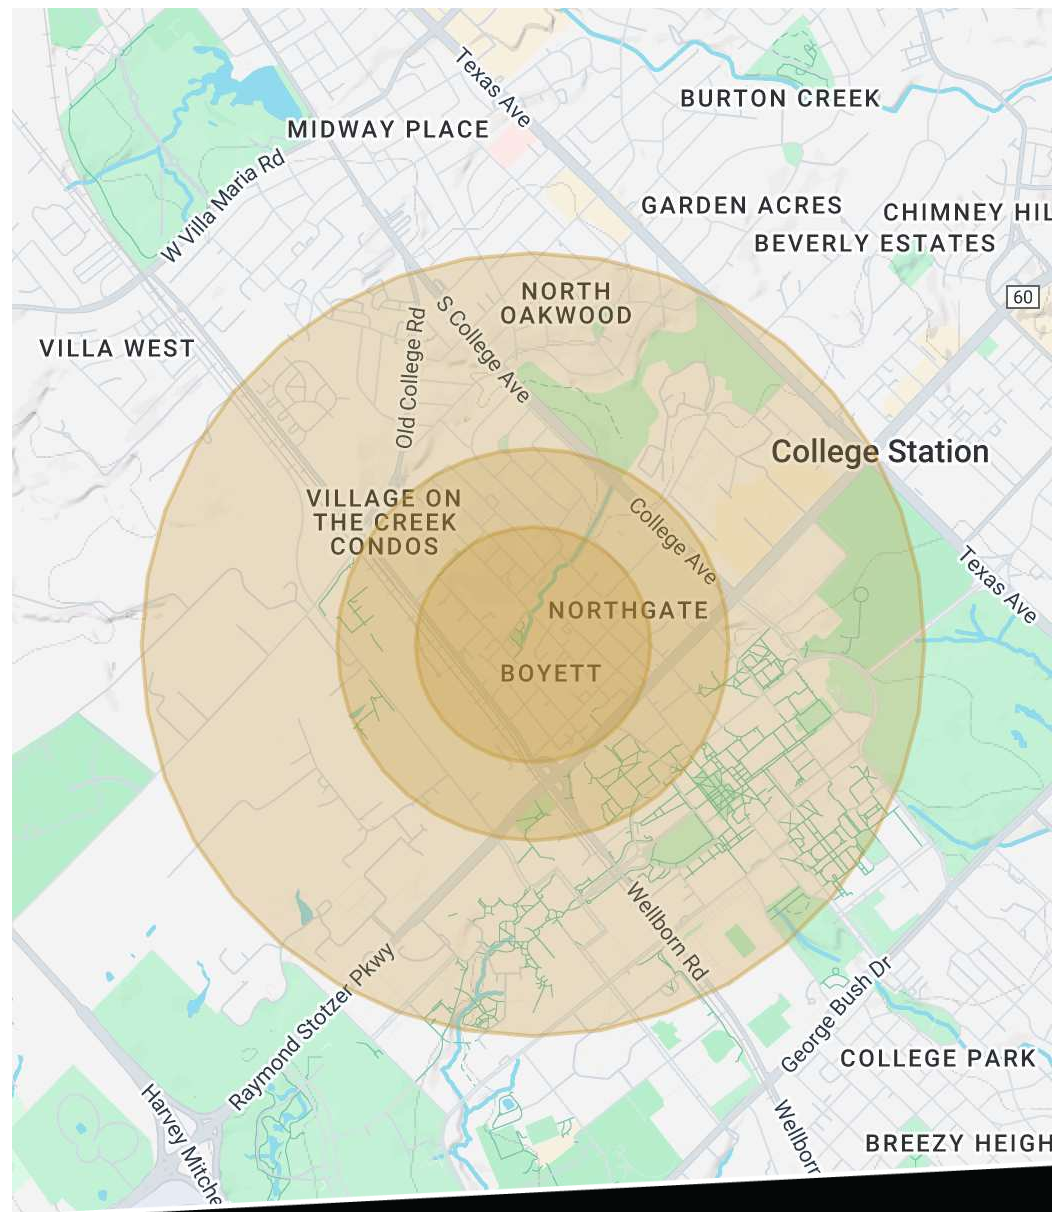 Texas Ave
BURTON CREEK
MIDWAY PLACE
W Villa Maria Rd
GARDEN ACRES
CHIMNEY HIL
BEVERLY ESTATES
60
NORTH
OAKWOOD
S College Ave
Old College Rd
VILLA WEST
College Station
VILLAGE ON
THE CREEK
CONDOS
College Ave
Texas Ave
NORTHGATE
BOYETT
Wellborn Rd
Raymond Stotzer Pkwy
George Bush Dr
COLLEGE PARK
Harvey Mitche
Wellborn
BREEZY HEIGH